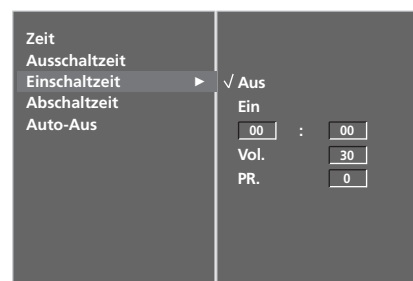 Zeit
Ausschaltzeit
Einschaltzeit ►
Abschaltzeit
Auto-Aus
√ Aus
Ein
00 : 00
Vol. 30
PR. 0